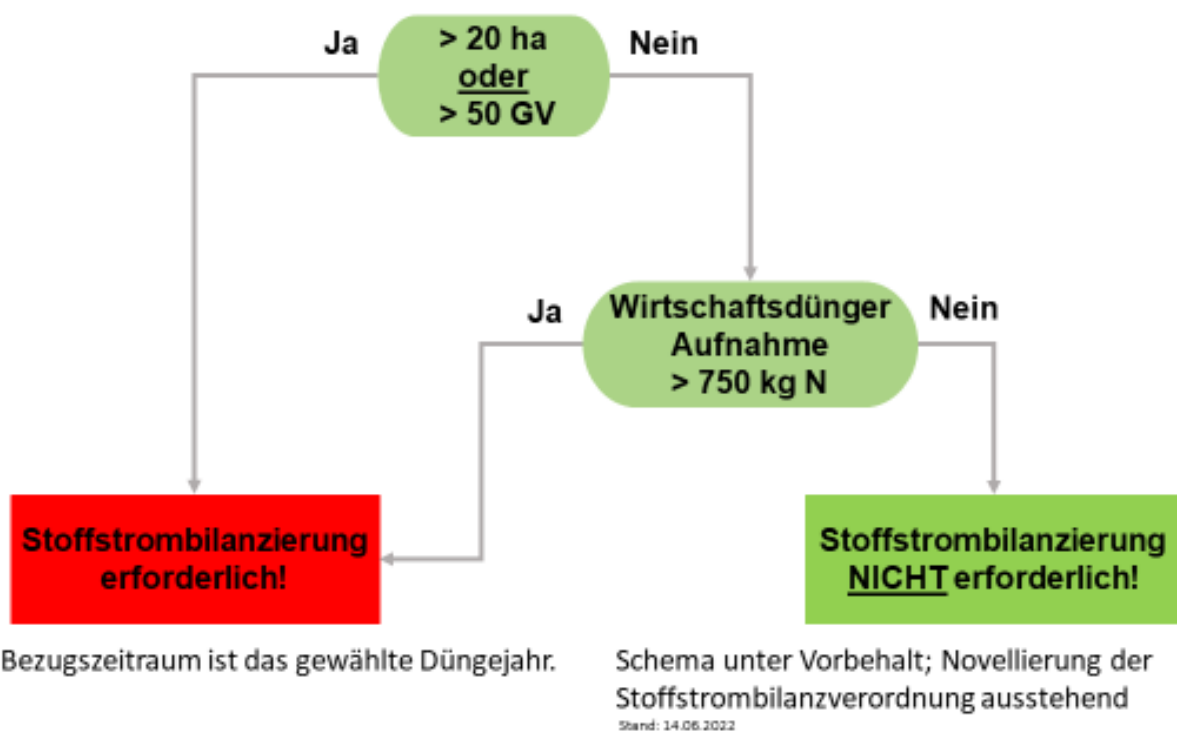 Ja
> 20 ha
oder
> 50 GV
Nein
Ja
Wirtschaftsdünger
Aufnahme
> 750 kg N
Nein
Stoffstrombilanzierung
erforderlich!
Stoffstrombilanzierung
NICHT erforderlich!
Bezugszeitraum ist das gewählte Düngejahr.
Schema unter Vorbehalt; Novellierung der
Stoffstrombilanzverordnung ausstehend
Stand: 14.06.2022